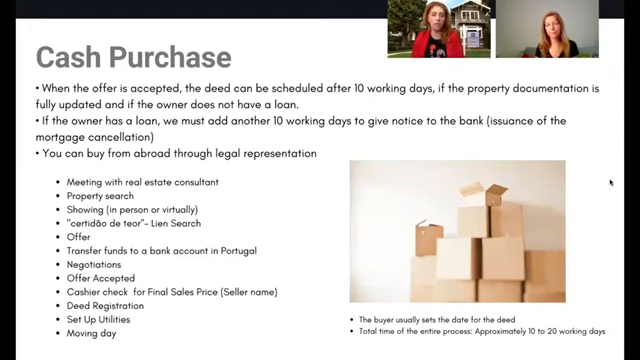 Cash Purchase
• When the offer is accepted, the deed can be scheduled after 10 working days, if the property documentation is
fully updated and if the owner does not have a loan.
• If the owner has a loan, we must add another 10 working days to give notice to the bank (issuance of the
mortgage cancellation)
• You can buy from abroad through legal representation
• Meeting with real estate consultant
• Property search
• Showing (in person or virtually)
• "certidão de teor"- Lien Search
• Offer
• Transfer funds to a bank account in Portugal
• Negotiations
• Offer Accepted
• Cashier check for Final Sales Price (Seller name)
• Deed Registration
• Set Up Utilities
• Moving day
• The buyer usually sets the date for the deed
• Total time of the entire process: Approximately 10 to 20 working days